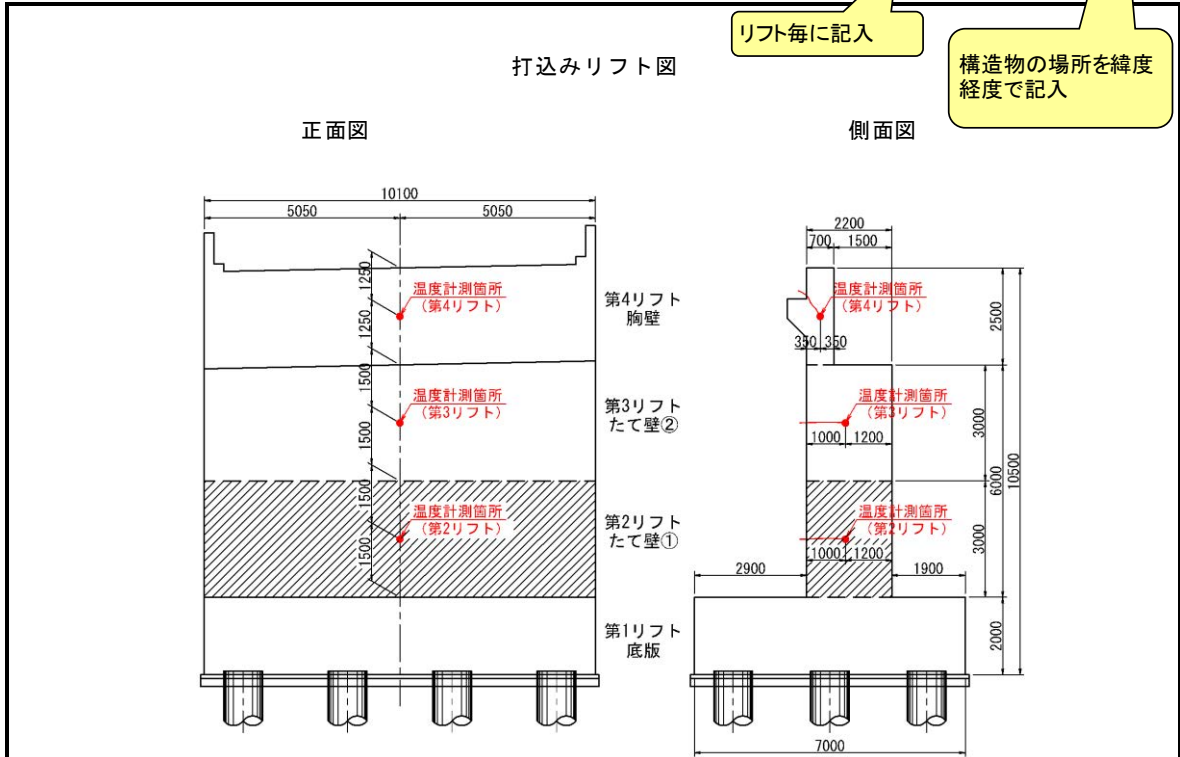 リフト毎に記入
構造物の場所を緯度
経度で記入
打込みリフト図
正面図
側面図
10100
5050
5050
1250
1250
1500
1500
1500
1500
温度計測箇所
(第4リフト)
温度計測箇所
(第3リフト)
温度計測箇所
(第2リフト)
第4リフト
胸壁
第3リフト
たて壁②
第2リフト
たて壁①
第1リフト
底版
2200
700
1500
温度計測箇所
(第4リフト)
350
350
2500
温度計測箇所
(第3リフト)
1000
1200
3000
6000
10500
温度計測箇所
(第2リフト)
1000
1200
3000
2900
1900
2000
7000